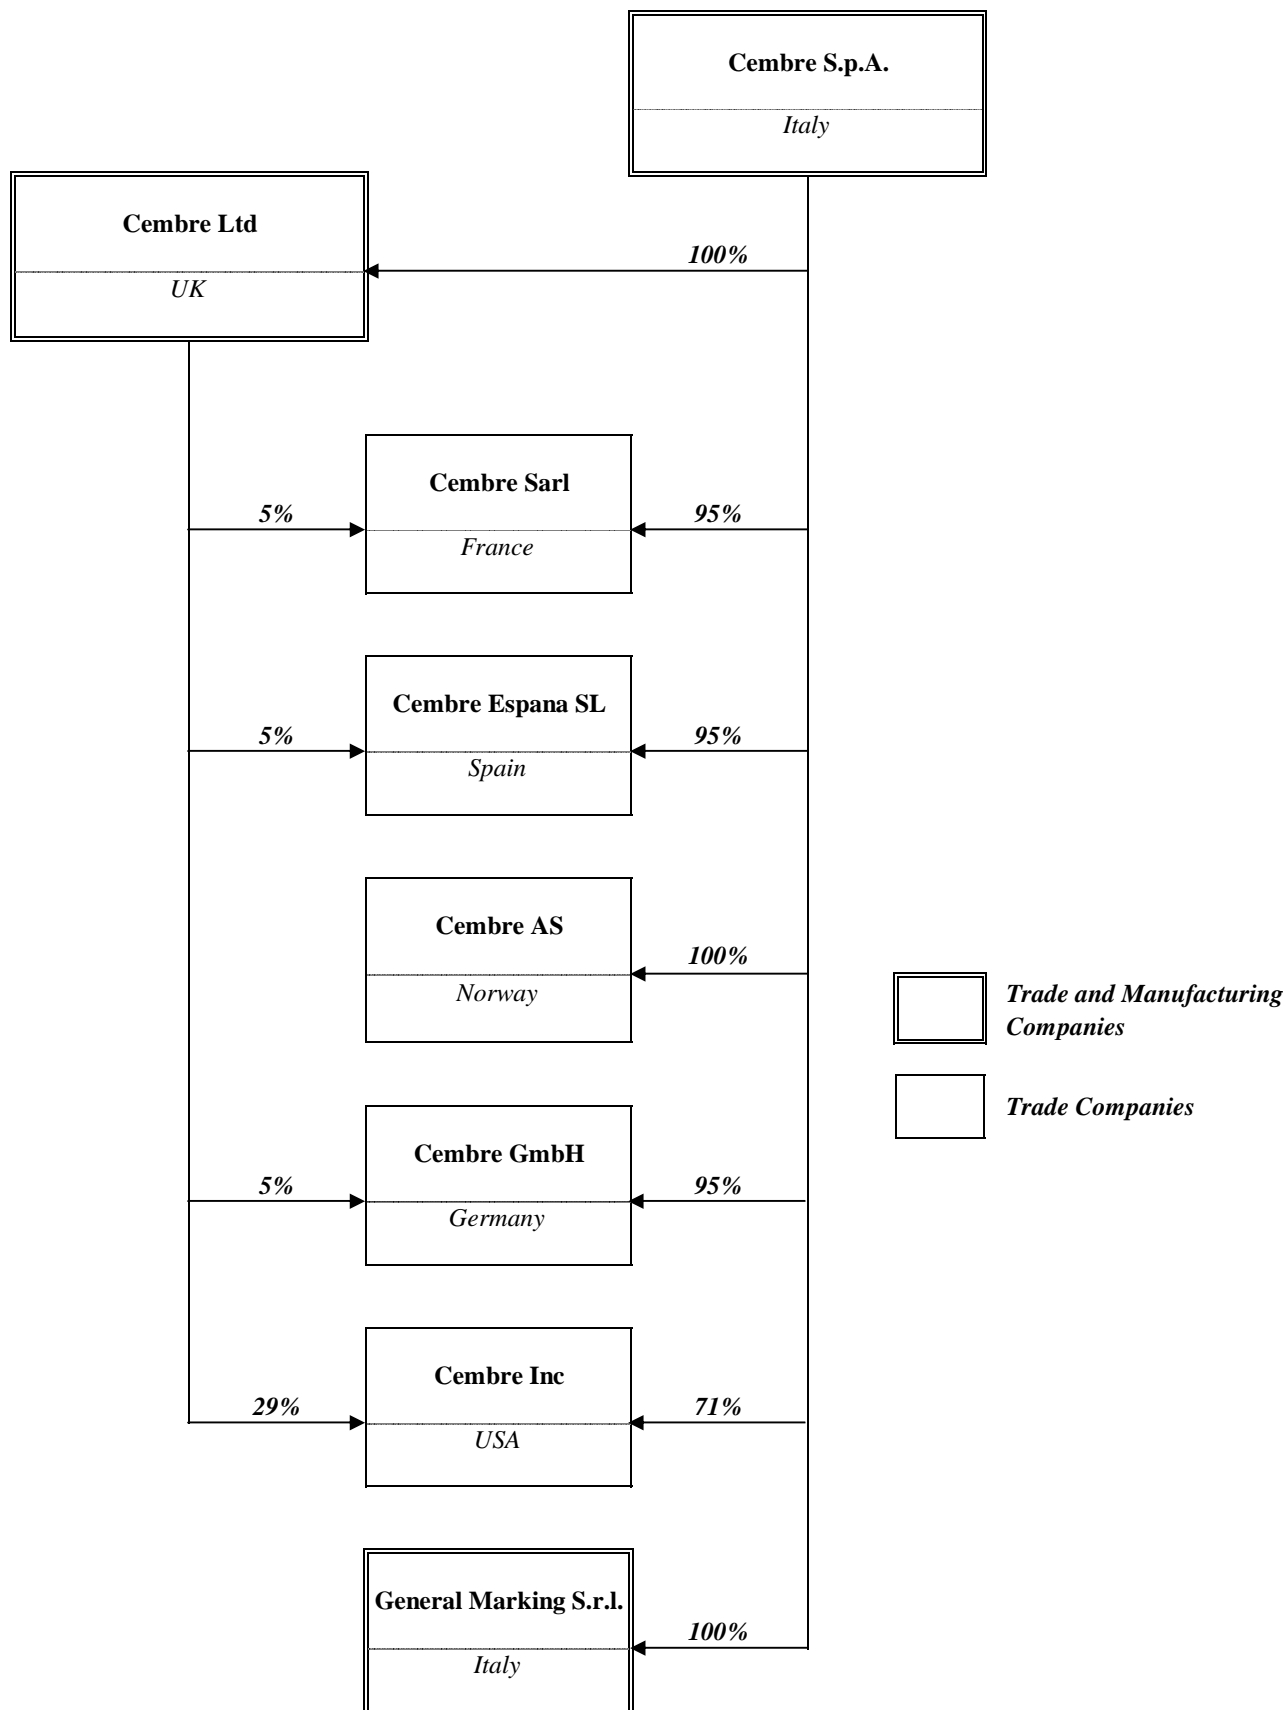 Cembre S.p.A.
Italy
Cembre Ltd
UK
100%
Cembre Sarl
France
5%
95%
Cembre Espana SL
Spain
5%
95%
Cembre AS
Norway
100%
Trade and Manufacturing
Companies
Trade Companies
Cembre GmbH
Germany
5%
95%
Cembre Inc
USA
29%
71%
General Marking S.r.l.
Italy
100%